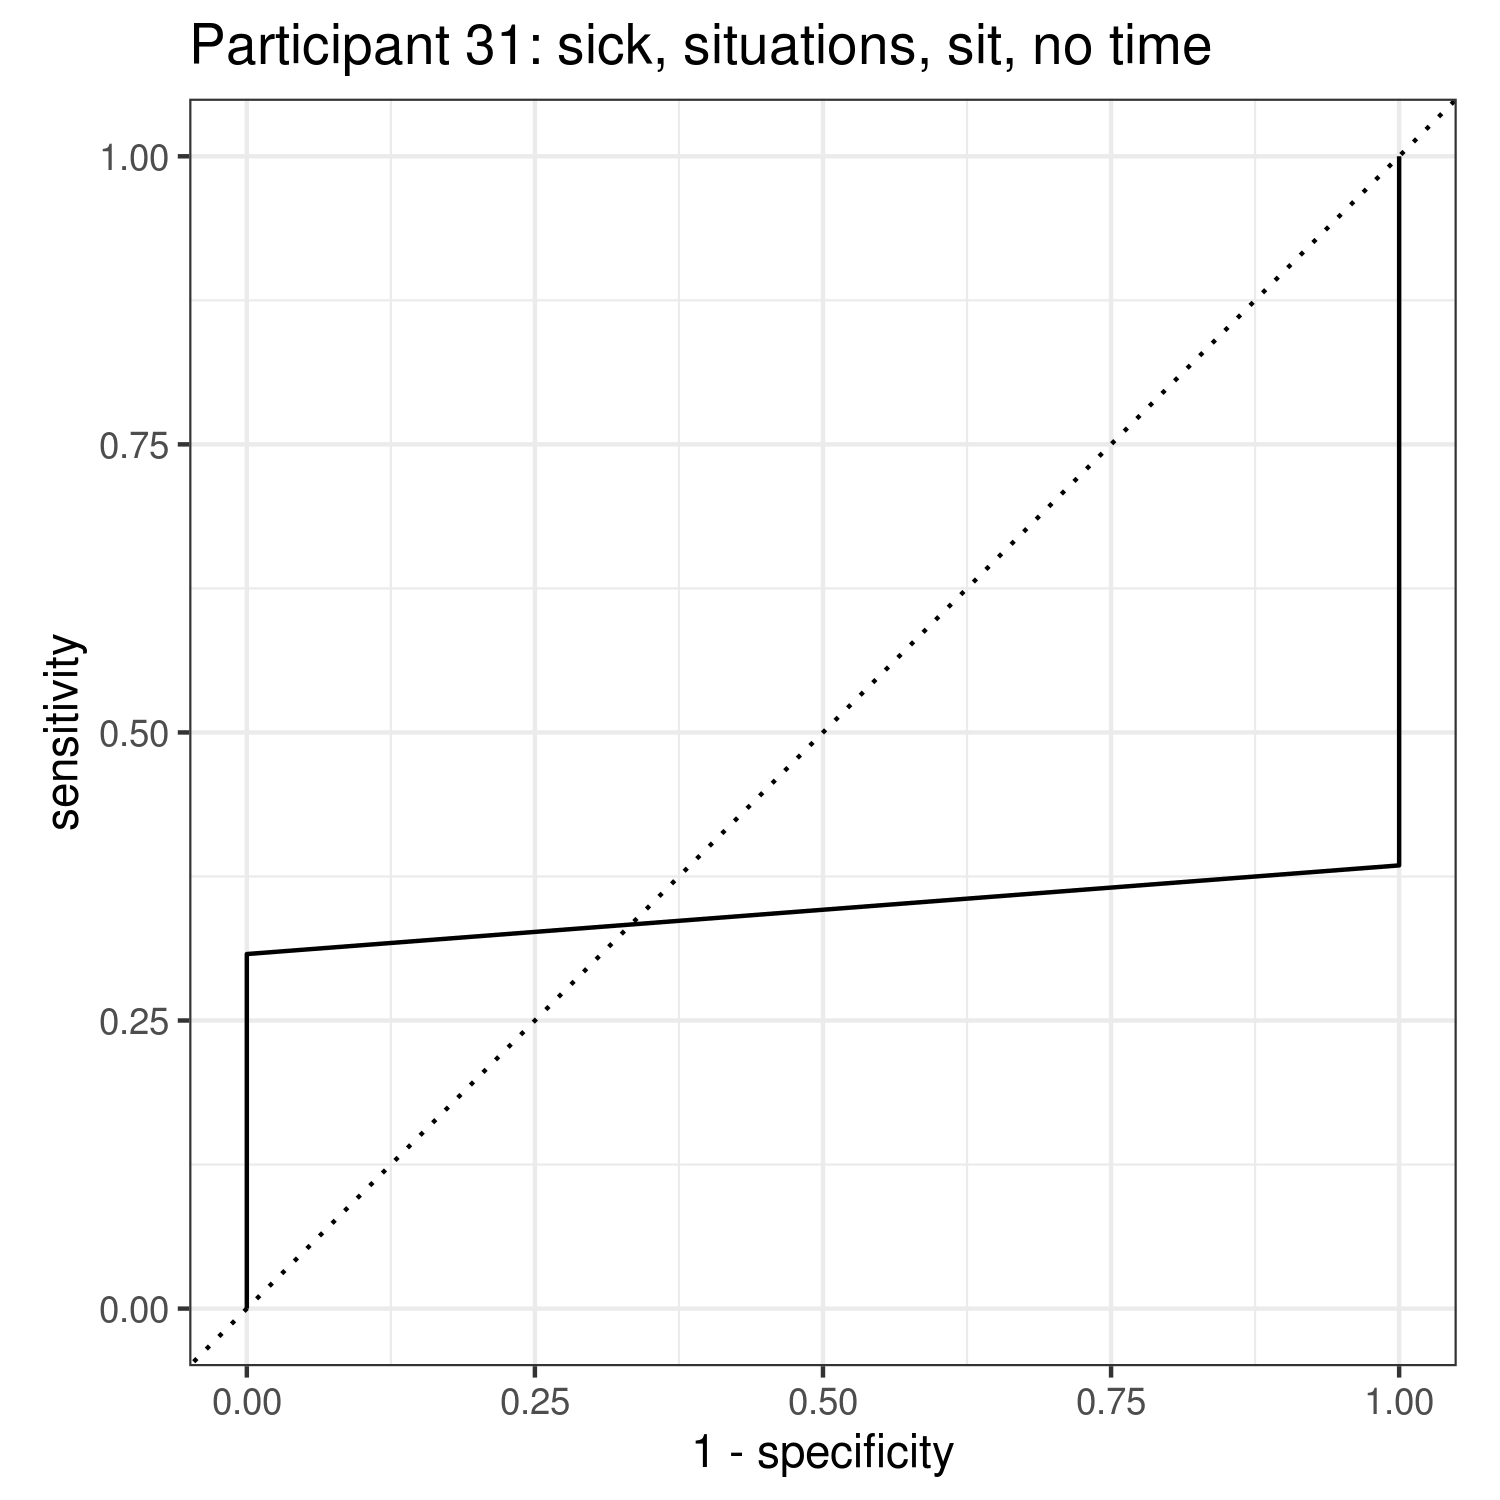 Participant 31: sick, situations, sit, no time
1.00
0.75
0.50
0.25
0.00
sensitivity
0.00 0.25 0.50 0.75 1.00
1 - specificity